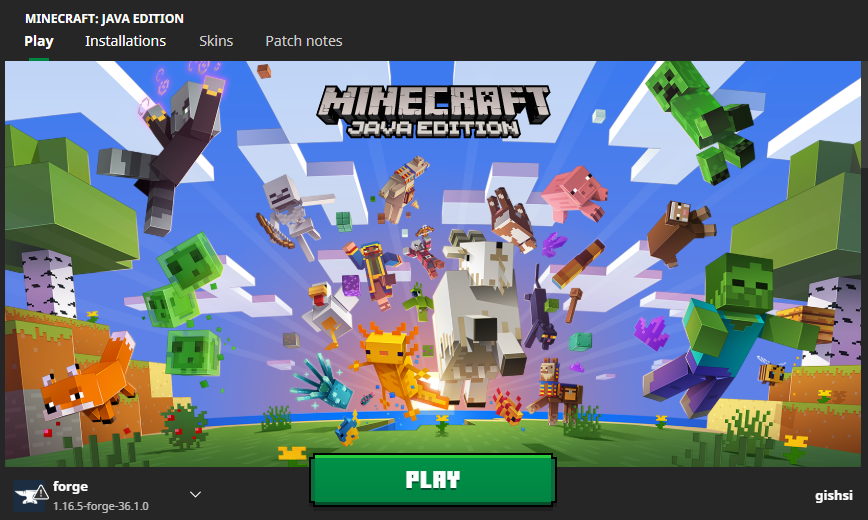 MINECRAFT: JAVA EDITION
Play Installations Skins Patch notes
MINECRAFT
JAVA EDITION
PLAY
forge
1.16.5-forge-36.1.0
gishsi